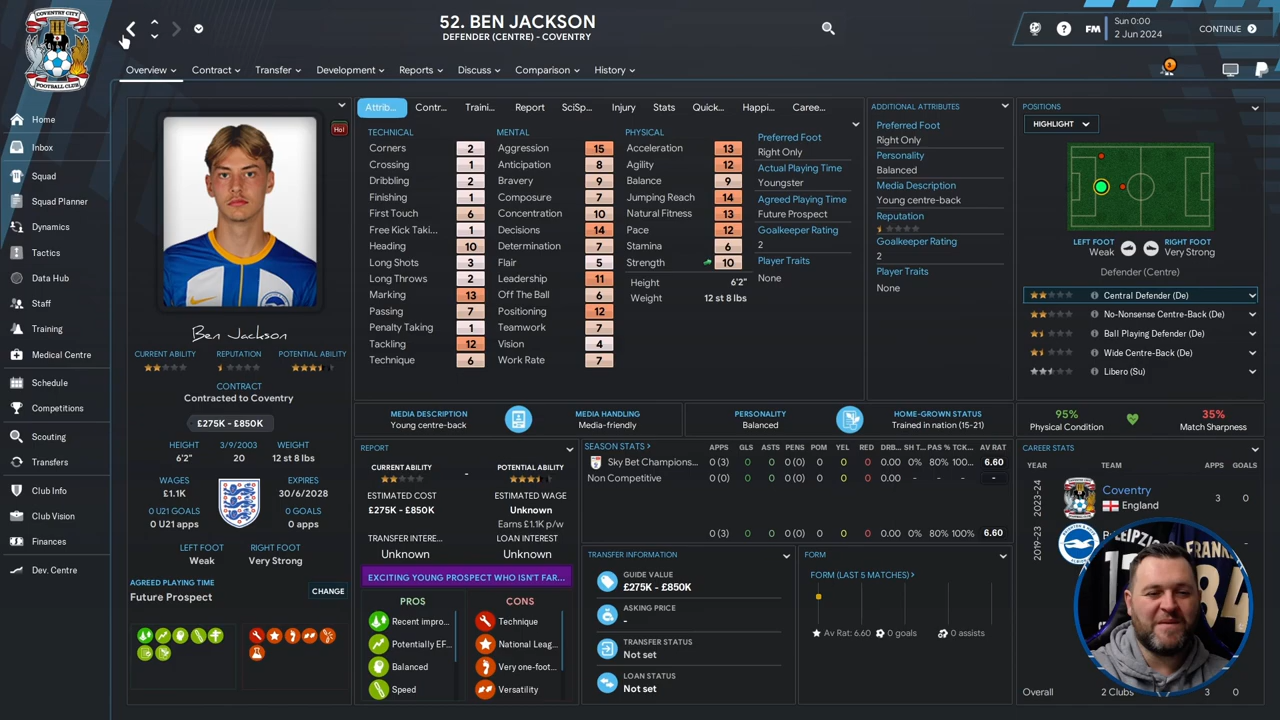 COVENTRY CITY
FOOTBALL CLUB
52. BEN JACKSON
DEFENDER (CENTRE) - COVENTRY
FM
Sun 0:00
2 Jun 2024
CONTINUE
Overview
Contract
Transfer
Development
Reports
Discuss
Comparison
History
3
Home
Inbox
Squad
Squad Planner
Dynamics
Tactics
Data Hub
Staff
Training
Medical Centre
Schedule
Competitions
Scouting
Transfers
Club Info
Club Vision
Finances
Dev. Centre
Hol
Ben Jackson
CURRENT ABILITY
REPUTATION
POTENTIAL ABILITY
CONTRACT
Contracted to Coventry
£275K - £850K
HEIGHT 3/9/2003 WEIGHT
6'2" 20 12 st 8 lbs
WAGES EXPIRES
£1.1K 30/6/2028
U21 GOALS 0 GOALS
0 U21 apps 0 apps
LEFT FOOT RIGHT FOOT
Weak Very Strong
AGREED PLAYING TIME
Future Prospect
CHANGE
Attrib... Contr... Traini... Report SciSp... Injury Stats Quick... Happi... Caree...
TECHNICAL
Corners 2
Crossing 1
Dribbling 2
Finishing 1
First Touch 6
Free Kick Taki... 1
Heading 10
Long Shots 3
Long Throws 2
Marking 13
Passing 7
Penalty Taking 1
Tackling 12
Technique 6
MENTAL
Aggression 15
Anticipation 8
Bravery 9
Composure 7
Concentration 10
Decisions 14
Determination 7
Flair 5
Leadership 11
Off The Ball 6
Positioning 12
Teamwork 7
Vision 4
Work Rate 7
PHYSICAL
Acceleration 13
Agility 12
Balance 9
Jumping Reach 14
Natural Fitness 13
Pace 12
Stamina 6
Strength 10
Height 6'2"
Weight 12 st 8 lbs
Preferred Foot
Right Only
Actual Playing Time
Youngster
Agreed Playing Time
Future Prospect
Goalkeeper Rating
2
Player Traits
None
ADDITIONAL ATTRIBUTES
Preferred Foot
Right Only
Personality
Balanced
Media Description
Young centre-back
Reputation
Goalkeeper Rating
2
Player Traits
None
POSITIONS
HIGHLIGHT
LEFT FOOT
Weak
RIGHT FOOT
Very Strong
Defender (Centre)
Central Defender (De)
No-Nonsense Centre-Back (De)
Ball Playing Defender (De)
Wide Centre-Back (De)
Libero (Su)
MEDIA DESCRIPTION
Young centre-back
MEDIA HANDLING
Media-friendly
PERSONALITY
Balanced
HOME-GROWN STATUS
Trained in nation (15-21)
95%
Physical Condition
35%
Match Sharpness
REPORT
CURRENT ABILITY - POTENTIAL ABILITY
ESTIMATED COST
£275K - £850K
ESTIMATED WAGE
Unknown
Earns £1.1K p/w
TRANSFER INTERE...
Unknown
LOAN INTEREST
Unknown
EXCITING YOUNG PROSPECT WHO ISN'T FAR...
PROS
Recent impro...
Potentially EF...
Balanced
Speed
CONS
Technique
National Leag...
Very one-foot...
Versatility
SEASON STATS > APPS GLS ASTS PENS POM YEL RED DRB... SH T... PAS % TCK... AV RAT
Sky Bet Champions... 0 (3) 0 0 0 (0) 0 0 0 0.00 - 80% 100... 6.60
Non Competitive 0 (0) 0 0 0 (0) 0 0 0 0.00 - - - -
0 (3) 0 0 0 (0) 0 0 0 0.00 - 80% 100% 6.60
TRANSFER INFORMATION
GUIDE VALUE
£275K - £850K
ASKING PRICE
-
TRANSFER STATUS
Not set
LOAN STATUS
Not set
FORM
FORM (LAST 5 MATCHES) >
Av Rat: 6.60 0 goals 0 assists
CAREER STATS
YEAR TEAM APPS GOALS
2023-24 Coventry 3 0
England
2019-23
Overall 2 Clubs 3 0